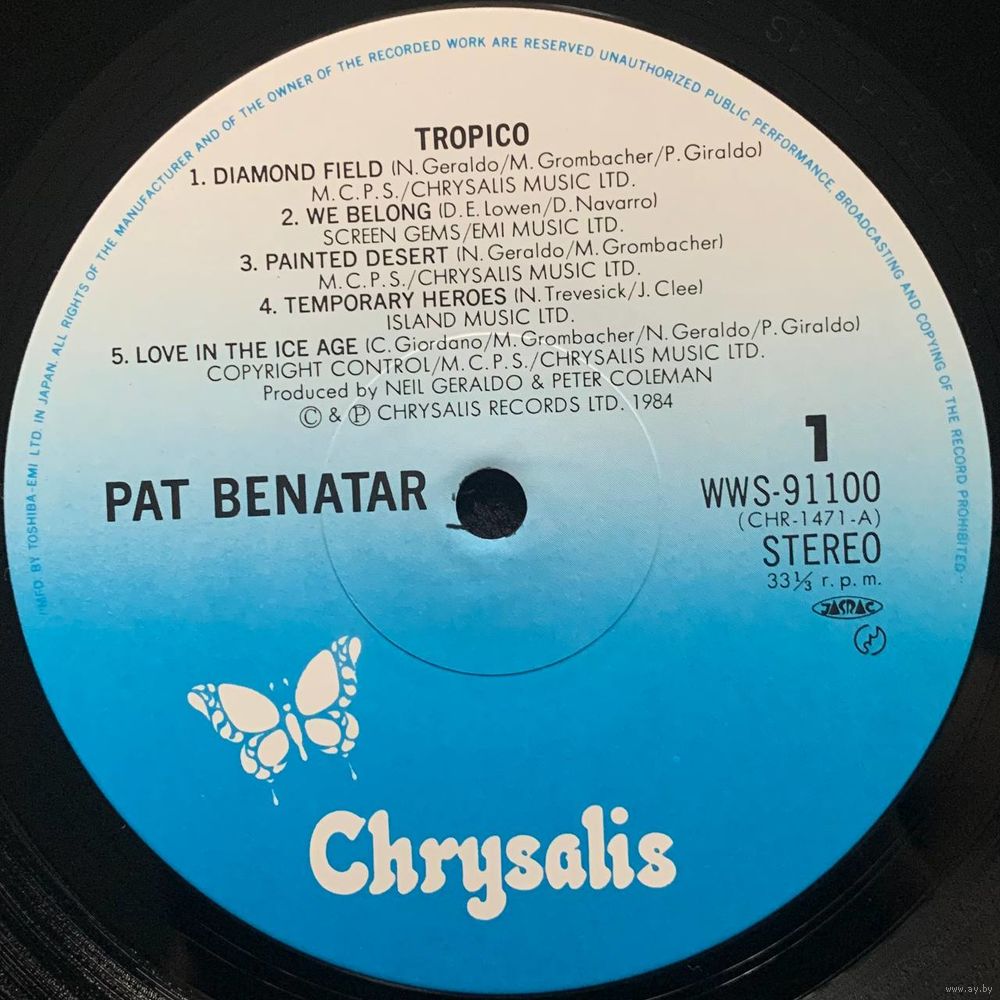 "MFD BY TOSHIBA-EMI LTD. IN JAPAN. ALL RIGHTS OF THE MANUFACTURER AND OF THE OWNER OF THE RECORDED WORK ARE RESERVED UNAUTHORIZED PUBLIC PERFORMANCE, BROADCASTING AND COPYING OF THE RECORD PROHIBITED"
TROPICO
1. DIAMOND FIELD (N. Geraldo/M. Grombacher/P. Giraldo)
M.C.P.S./CHRYSALIS MUSIC LTD.
2. WE BELONG (D.E. Lowen/D. Navarro)
SCREEN GEMS/EMI MUSIC LTD.
3. PAINTED DESERT (N. Geraldo/M. Grombacher)
M.C.P.S./CHRYSALIS MUSIC LTD.
4. TEMPORARY HEROES (N. Trevesick/J. Clee)
ISLAND MUSIC LTD.
5. LOVE IN THE ICE AGE (C. Giordano/M. Grombacher/N. Geraldo/P. Giraldo)
COPYRIGHT CONTROL/M.C.P.S./CHRYSALIS MUSIC LTD.
Produced by NEIL GERALDO & PETER COLEMAN
© & ℗ CHRYSALIS RECORDS LTD. 1984
PAT BENATAR
1
WWS-91100
(CHR-1471-A)
STEREO
33⅓ r.p.m.
JASRAC
Chrysalis
www.ay.by